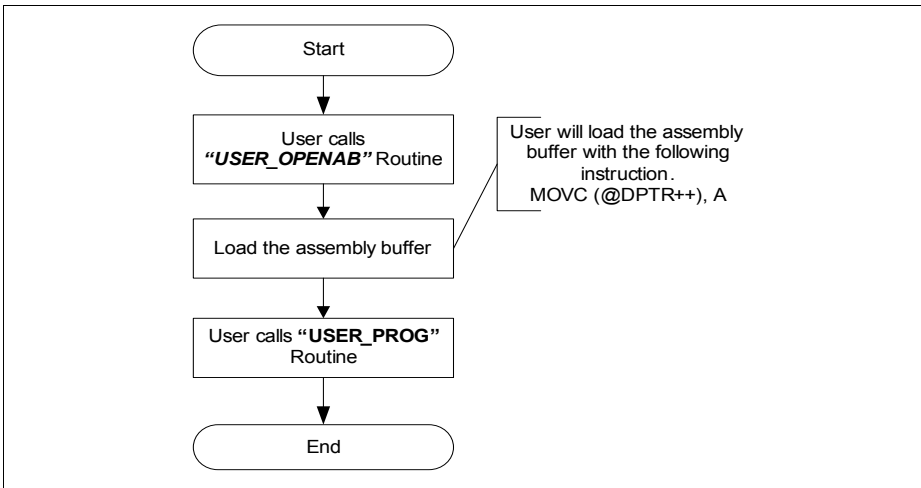 Start
User calls
“USER_OPENAB” Routine
User will load the assembly
buffer with the following
instruction.
MOVC (@DPTR++), A
Load the assembly buffer
User calls “USER_PROG”
Routine
End